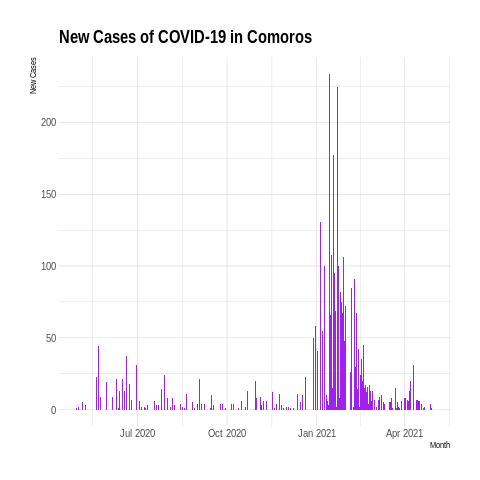 New Cases of COVID-19 in Comoros
New Cases
200
150
100
50
0
Jul 2020
Oct 2020
Jan 2021
Apr 2021
Month